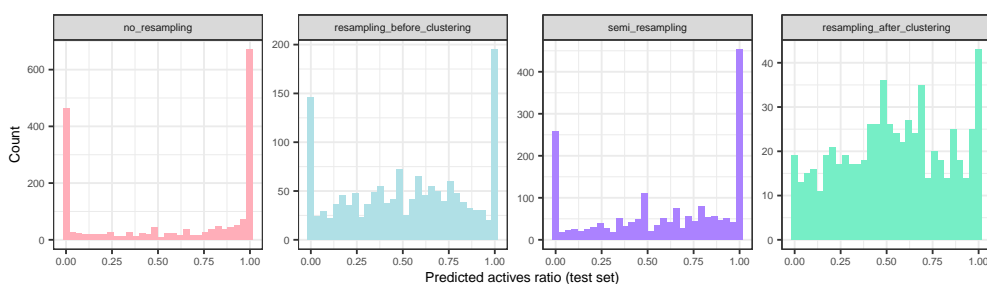 no_resampling
resampling_before_clustering
semi_resampling
resampling_after_clustering
Count
600
400
200
0
200
150
100
50
0
400
300
200
100
0
40
30
20
10
0
0.00 0.25 0.50 0.75 1.00
0.00 0.25 0.50 0.75 1.00
0.00 0.25 0.50 0.75 1.00
0.00 0.25 0.50 0.75 1.00
Predicted actives ratio (test set)